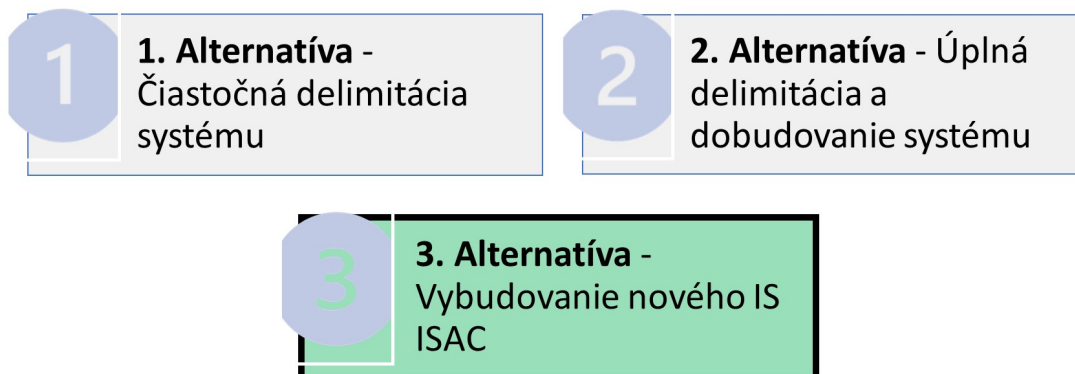 1
1. Alternatíva -
Čiastočná delimitácia
systému
2
2. Alternatíva - Úplná
delimitácia a
dobudovanie systému
3
3. Alternatíva -
Vybudovanie nového IS
ISAC